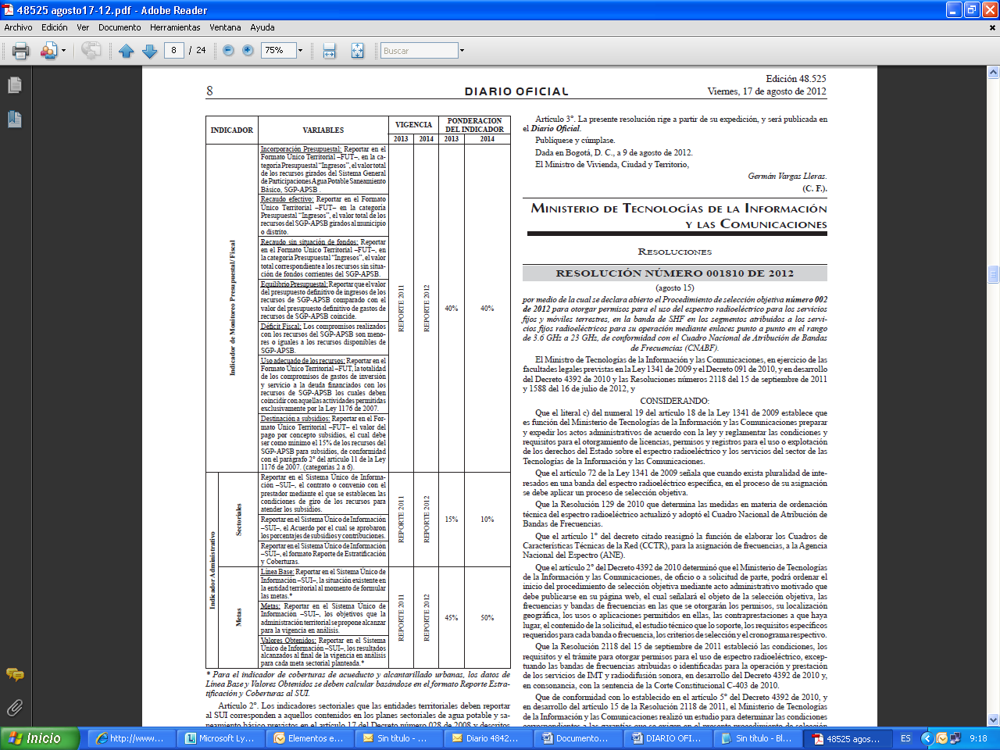 48525 agosto17-12.pdf - Adobe Reader
Archivo Edición Ver Documento Herramientas Ventana Ayuda
8 / 24 75% Buscar
8
DIARIO OFICIAL
Edición 48.525
Viernes, 17 de agosto de 2012
INDICADOR
VARIABLES
VIGENCIA
2013 2014
PONDERACION
DEL INDICADOR
2013 2014
Indicador de Monitoreo Presupuestal/ Fiscal
Incorporación Presupuestal: Reportar en el
Formato Único Territorial –FUT–, en la ca-
tegoría Presupuestal “Ingresos”, el valor total
de los recursos girados del Sistema General
de Participaciones Agua Potable Saneamiento
Básico, SGP-APSB .
Recaudo efectivo: Reportar en el Formato
Único Territorial –FUT– en la categoría
Presupuestal “Ingresos”, el valor total de los
recursos del SGP-APSB girados al municipio
o distrito.
Recaudo sin situación de fondos: Reportar
en el Formato Único Territorial –FUT–, en
la categoría Presupuestal “Ingresos”, el valor
total correspondiente a los recursos sin situa-
ción de fondos corrientes del SGP-APSB.
Equilibrio Presupuestal: Reportar que el valor
del presupuesto definitivo de ingresos de los
recursos de SGP-APSB comparado con el
valor del presupuesto definitivo de gastos de
recursos de SGP-APSB coincide.
Déficit Fiscal: Los compromisos realizados
con los recursos del SGP-APSB son meno-
res o iguales a los recursos disponibles de
SGP-APSB.
Uso adecuado de los recursos: Reportar en el
Formato Único Territorial –FUT, la totalidad
de los compromisos de gastos de inversión
y servicio a la deuda financiados con los
recursos de SGP-APSB los cuales deben
coincidir con aquellas actividades permitidas
exclusivamente por la Ley 1176 de 2007.
Destinación a subsidios: Reportar en el For-
mato Único Territorial –FUT– el valor del
pago por concepto subsidios, el cual debe
ser como mínimo el 15% de los recursos del
SGP-APSB para subsidios, de conformidad
con el parágrafo 2° del artículo 11 de la Ley
1176 de 2007. (categorías 2 a 6).
REPORTE 2011
REPORTE 2012
40% 40%
Indicador Administrativo
Sectoriales
Reportar en el Sistema Único de Informa-
ción –SUI–, el contrato o convenio con el
prestador mediante el que se establecen las
condiciones de giro de los recursos para
atender los subsidios.
Reportar en el Sistema Único de Información
–SUI–, el Acuerdo por el cual se aprobaron
los porcentajes de subsidios y contribuciones.
Reportar en el Sistema Único de Información
–SUI–, el formato Reporte de Estratificación
y Coberturas.
REPORTE 2011
REPORTE 2012
15% 10%
Metas
Línea Base: Reportar en el Sistema Único de
Información –SUI–, la situación existente en
la entidad territorial al momento de formular
las metas.*
Metas: Reportar en el Sistema Único de
Información –SUI–, los objetivos que la
administración territorial se propone alcanzar
para la vigencia en análisis.
Valores Obtenidos: Reportar en el Sistema
Único de Información –SUI–, los resultados
alcanzados al final de la vigencia en análisis
para cada meta sectorial planteada.*
REPORTE 2011
REPORTE 2012
45% 50%
* Para el indicador de coberturas de acueducto y alcantarillado urbanas, los datos de
Línea Base y Valores Obtenidos se deben calcular basándose en el formato Reporte Estra-
tificación y Coberturas al SUI.
Artículo 2°. Los indicadores sectoriales que las entidades territoriales deben reportar
al SUI corresponden a aquellos contenidos en los planes sectoriales de agua potable y sa-
neamiento básico previstos en el artículo 17 del Decreto número 028 de 2008 y descritos
Artículo 3°. La presente resolución rige a partir de su expedición, y será publicada en
el Diario Oficial.
Publíquese y cúmplase.
Dada en Bogotá, D. C., a 9 de agosto de 2012.
El Ministro de Vivienda, Ciudad y Territorio,
Germán Vargas Lleras.
(C. F.).
MINISTERIO DE TECNOLOGÍAS DE LA INFORMACIÓN
Y LAS COMUNICACIONES
RESOLUCIONES
RESOLUCIÓN NÚMERO 001810 DE 2012
(agosto 15)
por medio de la cual se declara abierto el Procedimiento de selección objetiva número 002
de 2012 para otorgar permisos para el uso del espectro radioeléctrico para los servicios
fijos y móviles terrestres, en la banda de SHF en los segmentos atribuidos a los servi-
cios fijos radioeléctricos para su operación mediante enlaces punto a punto en el rango
de 3.6 GHz a 23 GHz, de conformidad con el Cuadro Nacional de Atribución de Bandas
de Frecuencias (CNABF).
El Ministro de Tecnologías de la Información y las Comunicaciones, en ejercicio de las
facultades legales previstas en la Ley 1341 de 2009 y el Decreto 091 de 2010, y en desarrollo
del Decreto 4392 de 2010 y las Resoluciones números 2118 del 15 de septiembre de 2011
y 1588 del 16 de julio de 2012, y
CONSIDERANDO:
Que el literal c) del numeral 19 del artículo 18 de la Ley 1341 de 2009 establece que
es función del Ministerio de Tecnologías de la Información y las Comunicaciones preparar
y expedir los actos administrativos de acuerdo con la ley y reglamentar las condiciones y
requisitos para el otorgamiento de licencias, permisos y registros para el uso o explotación
de los derechos del Estado sobre el espectro radioeléctrico y los servicios del sector de las
Tecnologías de la Información y las Comunicaciones.
Que el artículo 72 de la Ley 1341 de 2009 señala que cuando exista pluralidad de inte-
resados en una banda del espectro radioeléctrico específica, en el proceso de su asignación
se debe aplicar un proceso de selección objetiva.
Que la Resolución 129 de 2010 que determina las medidas en materia de ordenación
técnica del espectro radioeléctrico actualizó y adoptó el Cuadro Nacional de Atribución de
Bandas de Frecuencias.
Que el artículo 1° del decreto citado reasignó la función de elaborar los Cuadros de
Características Técnicas de la Red (CCTR), para la asignación de frecuencias, a la Agencia
Nacional del Espectro (ANE).
Que el artículo 2° del Decreto 4392 de 2010 determinó que el Ministerio de Tecnologías
de la Información y las Comunicaciones, de oficio o a solicitud de parte, podrá ordenar el
inicio del procedimiento de selección objetiva mediante acto administrativo motivado que
debe publicarse en su página web, el cual señalará el objeto de la selección objetiva, las
frecuencias y bandas de frecuencias en las que se otorgarán los permisos, su localización
geográfica, los usos o aplicaciones permitidos en ellas, las contraprestaciones a que haya
lugar, el contenido de la solicitud, el estudio técnico que lo soporte, los requisitos específicos
requeridos para cada banda o frecuencia, los criterios de selección y el cronograma respectivo.
Que la Resolución 2118 del 15 de septiembre de 2011 estableció las condiciones, los
requisitos y el trámite para otorgar permisos para el uso de espectro radioeléctrico, excep-
tuando las bandas de frecuencias atribuidas o identificadas para la operación y prestación
de los servicios de IMT y radiodifusión sonora, en desarrollo del Decreto 4392 de 2010 y,
en consonancia, con la sentencia de la Corte Constitucional C-403 de 2010.
Que de conformidad con lo establecido en el artículo 5° del Decreto 4392 de 2010, y
en desarrollo del artículo 15 de la Resolución 2118 de 2011, el Ministerio de Tecnologías
de la Información y las Comunicaciones realizó un estudio para determinar las condiciones
correspondientes a las garantías que se exigen en el presente procedimiento de selección
Inicio
http://www....
Microsoft Ly...
Elementos e...
Sin título - ...
Diario 4842...
Documento...
DIARIO OFI...
Sin título - Bl...
48525 agos...
ES
9:18